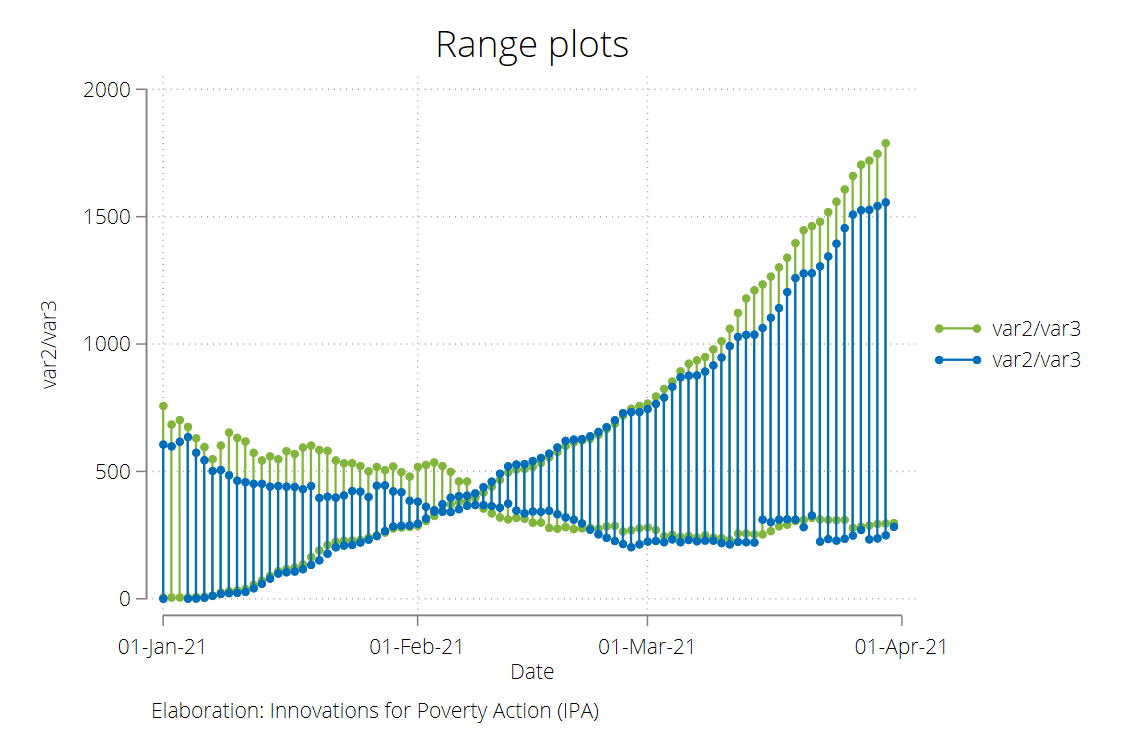 Range plots
2000
1500
1000
500
0
var2/var3
01-Jan-21
01-Feb-21
01-Mar-21
01-Apr-21
Date
var2/var3
var2/var3
Elaboration: Innovations for Poverty Action (IPA)